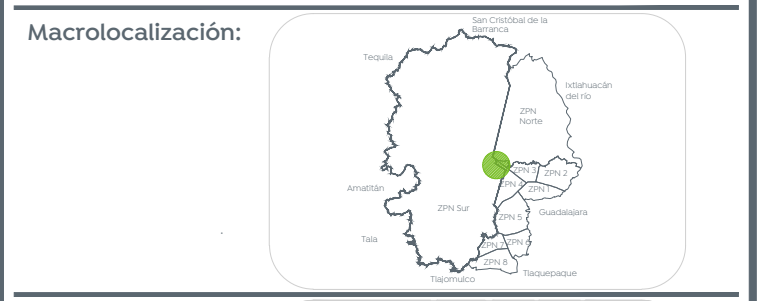 Macrolocalización:
San Cristóbal de la
Barranca
Tequila
Ixtlahuacán
del río
ZPN
Norte
ZPN 3
ZPN 2
ZPN 4
ZPN 1
Amatitán
ZPN Sur
Guadalajara
ZPN 5
Tala
ZPN 7
ZPN 6
ZPN 8
Tlajomulco
Tlaquepaque